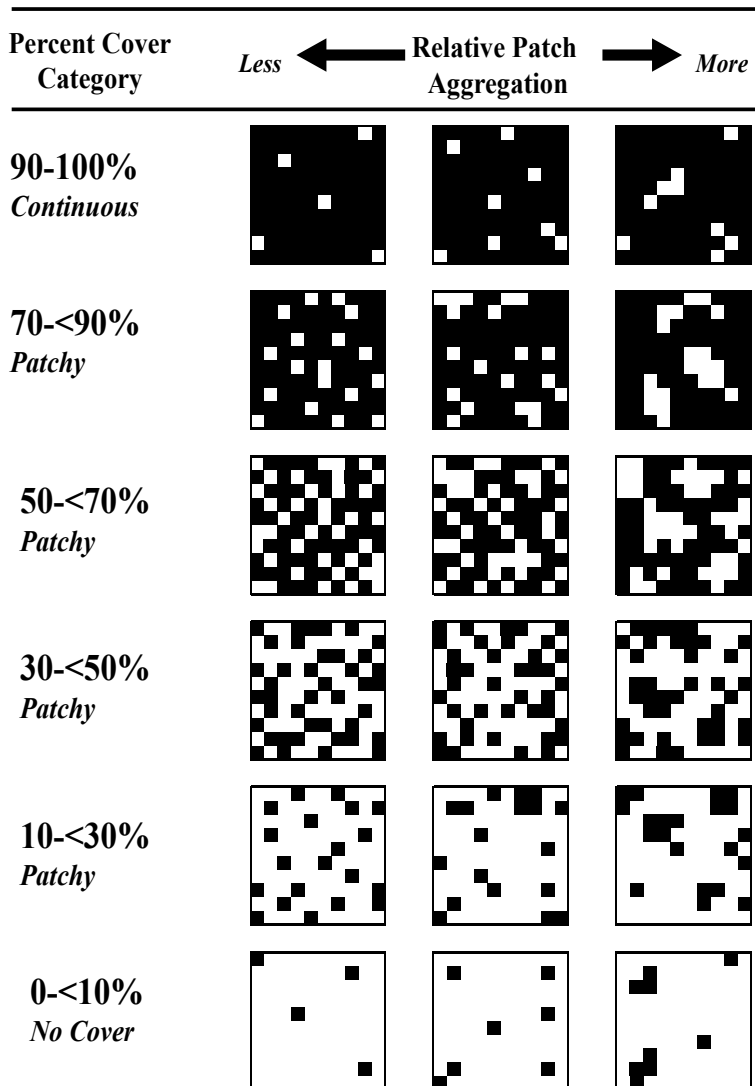 Percent Cover
Category
Less
Relative Patch
Aggregation
More
90-100%
Continuous
70-<90%
Patchy
50-<70%
Patchy
30-<50%
Patchy
10-<30%
Patchy
0-<10%
No Cover